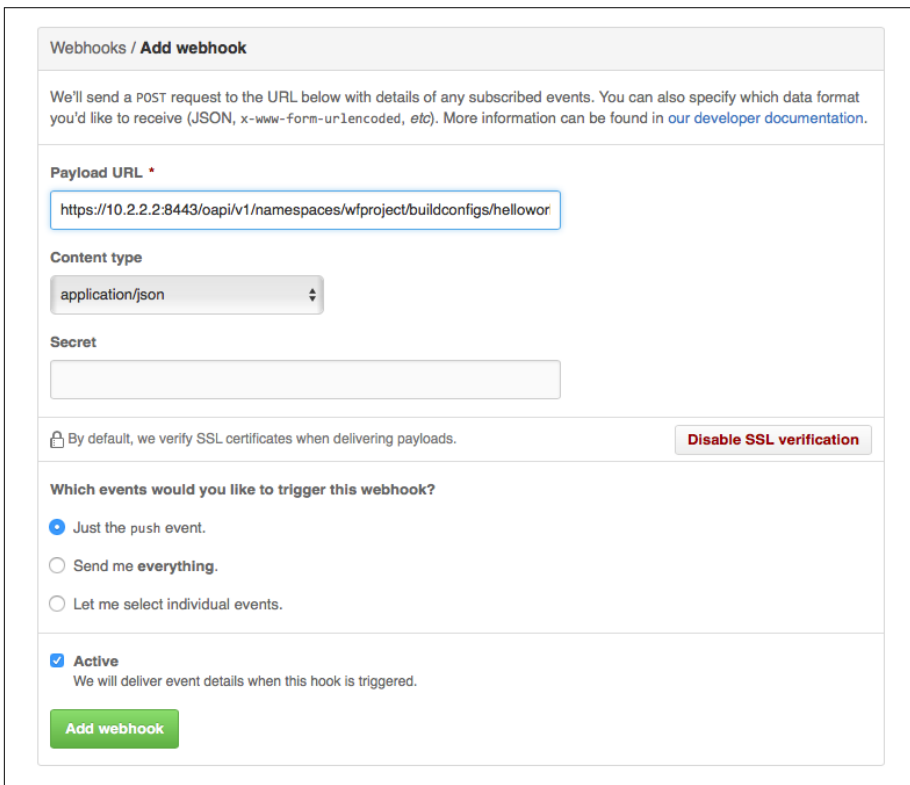 Webhooks / Add webhook
We'll send a POST request to the URL below with details of any subscribed events. You can also specify which data format
you'd like to receive (JSON, x-www-form-urlencoded, etc). More information can be found in our developer documentation.
Payload URL *
https://10.2.2.2:8443/oapi/v1/namespaces/wfproject/buildconfigs/hellowor
Content type
application/json
Secret
By default, we verify SSL certificates when delivering payloads.
Disable SSL verification
Which events would you like to trigger this webhook?
Just the push event.
Send me everything.
Let me select individual events.
Active
We will deliver event details when this hook is triggered.
Add webhook